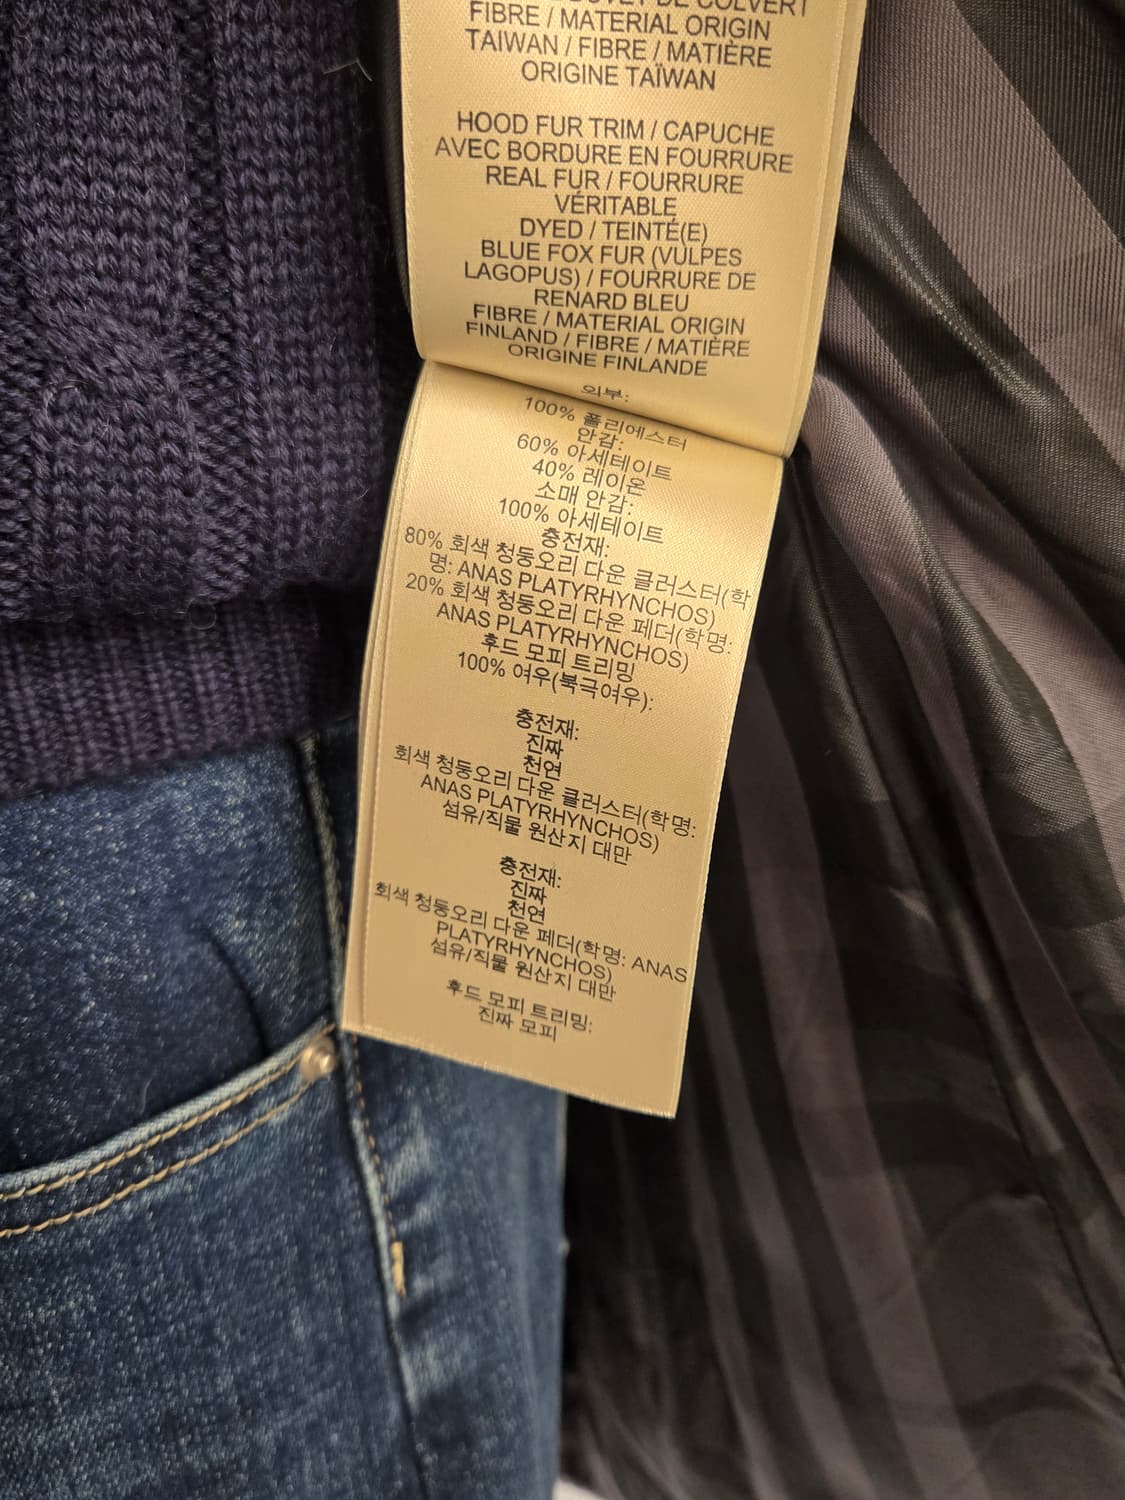 DE COLVERT
FIBRE / MATERIAL ORIGIN
TAIWAN / FIBRE / MATIÈRE
ORIGINE TAÏWAN
HOOD FUR TRIM / CAPUCHE
AVEC BORDURE EN FOURRURE
REAL FUR / FOURRURE
VÉRITABLE
DYED / TEINTÉ(E)
BLUE FOX FUR (VULPES
LAGOPUS) / FOURRURE DE
RENARD BLEU
FIBRE / MATERIAL ORIGIN
FINLAND / FIBRE / MATIÈRE
ORIGINE FINLANDE
외부:
100% 폴리에스터
안감:
60% 아세테이트
40% 레이온
소매 안감:
100% 아세테이트
충전재:
80% 회색 청둥오리 다운 클러스터(학
명: ANAS PLATYRHYNCHOS)
20% 회색 청둥오리 다운 페더(학명:
ANAS PLATYRHYNCHOS)
후드 모피 트리밍
100% 여우(북극여우):
충전재:
진짜
천연
회색 청둥오리 다운 클러스터(학명:
ANAS PLATYRHYNCHOS)
섬유/직물 원산지 대만
충전재:
진짜
천연
회색 청둥오리 다운 페더(학명: ANAS
PLATYRHYNCHOS)
섬유/직물 원산지 대만
후드 모피 트리밍:
진짜 모피